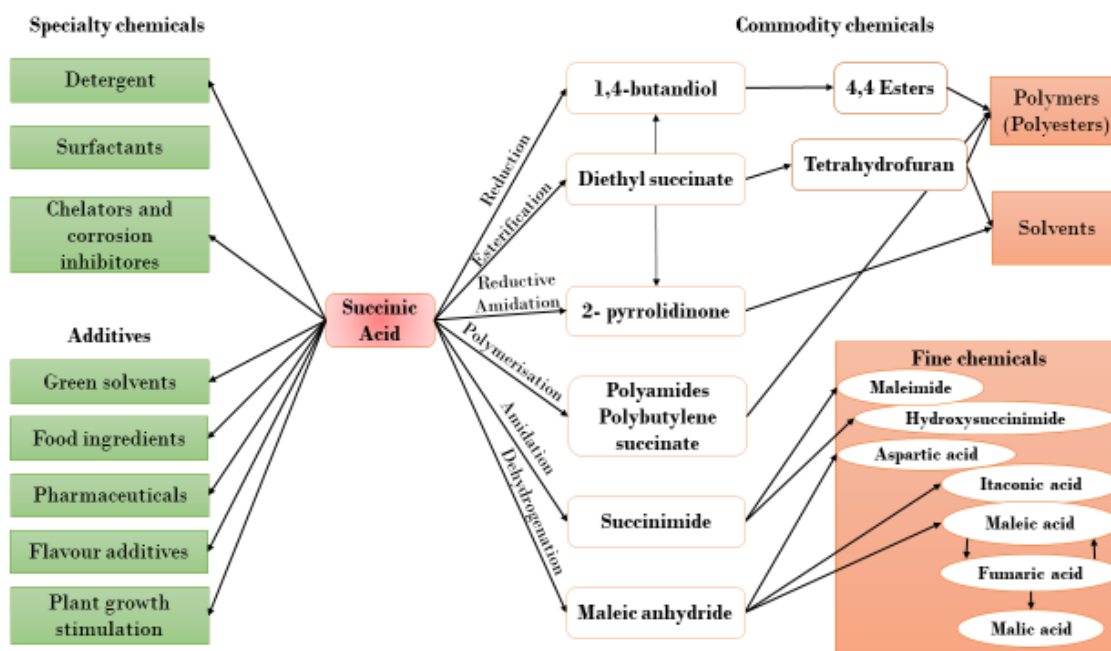 Specialty chemicals
Detergent
Surfactants
Chelators and
corrosion
inhibitores
Additives
Green solvents
Food ingredients
Pharmaceuticals
Flavour additives
Plant growth
stimulation
Succinic
Acid
Reduction
Esterification
Reductive
Amidation
Polymerisation
Amidation
Dehydrogenation
Commodity chemicals
1,4-butandiol
4,4 Esters
Polymers
(Polyesters)
Diethyl succinate
Tetrahydrofuran
Solvents
2- pyrrolidinone
Polyamides
Polybutylene
succinate
Succinimide
Maleic anhydride
Fine chemicals
Maleimide
Hydroxysuccinimide
Aspartic acid
Itaconic acid
Maleic acid
Fumaric acid
Malic acid